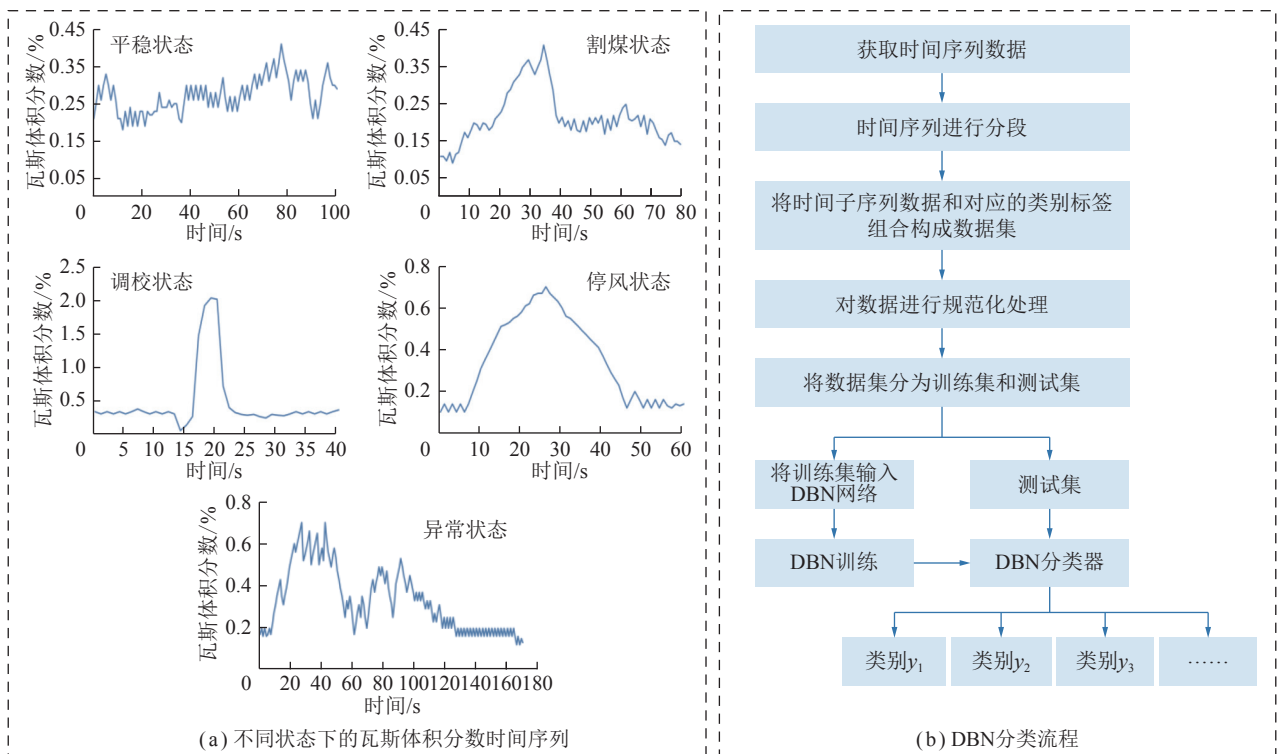 平稳状态
瓦斯体积分数/%
0.45
0.35
0.25
0.15
0.05
0 20 40 60 80 100
时间/s
割煤状态
瓦斯体积分数/%
0.45
0.35
0.25
0.15
0.05
0 10 20 30 40 50 60 70 80
时间/s
调校状态
瓦斯体积分数/%
2.5
2.0
1.5
1.0
0.5
0 5 10 15 20 25 30 35 40
时间/s
停风状态
瓦斯体积分数/%
0.8
0.6
0.4
0.2
0 10 20 30 40 50 60
时间/s
异常状态
瓦斯体积分数/%
0.8
0.6
0.4
0.2
0 20 40 60 80 100 120 140 160 180
时间/s
(a) 不同状态下的瓦斯体积分数时间序列
获取时间序列数据
时间序列进行分段
将时间子序列数据和对应的类别标签
组合构成数据集
对数据进行规范化处理
将数据集分为训练集和测试集
将训练集输入
DBN网络
测试集
DBN训练
DBN分类器
类别y₁
类别y₂
类别y₃
……
(b) DBN分类流程